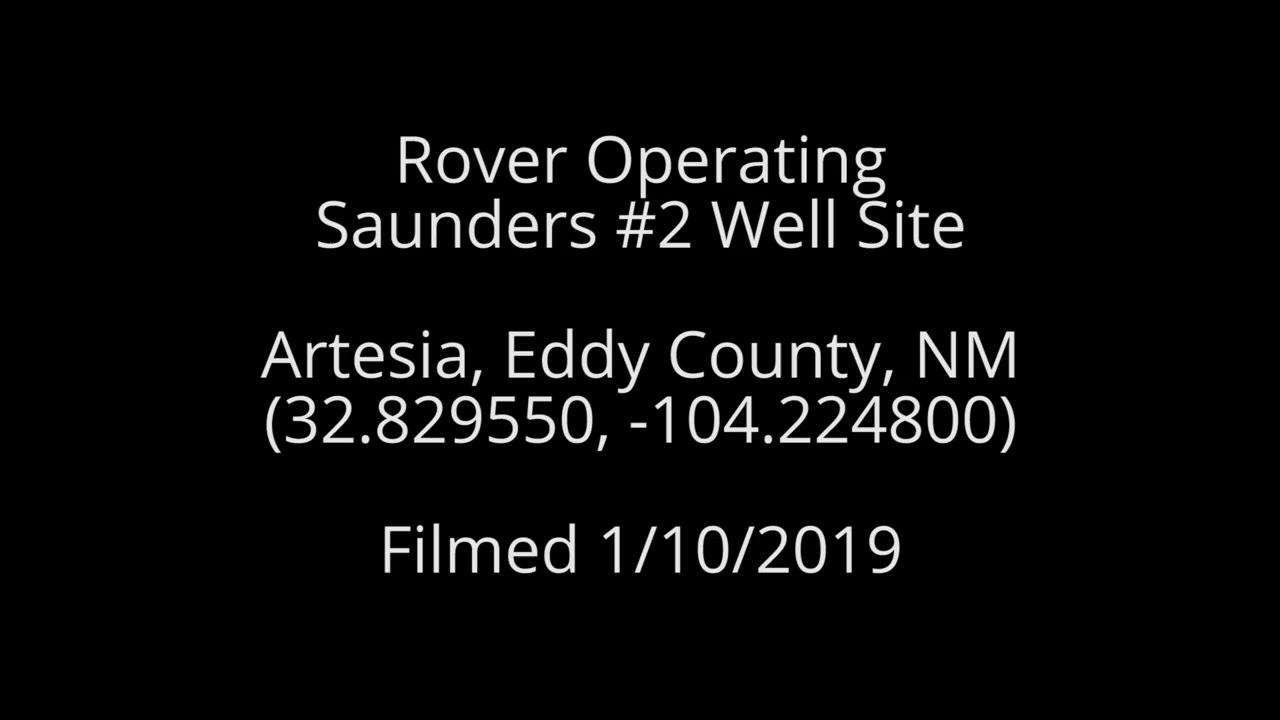 Rover Operating
Saunders #2 Well Site
Artesia, Eddy County, NM
(32.829550, -104.224800)
Filmed 1/10/2019